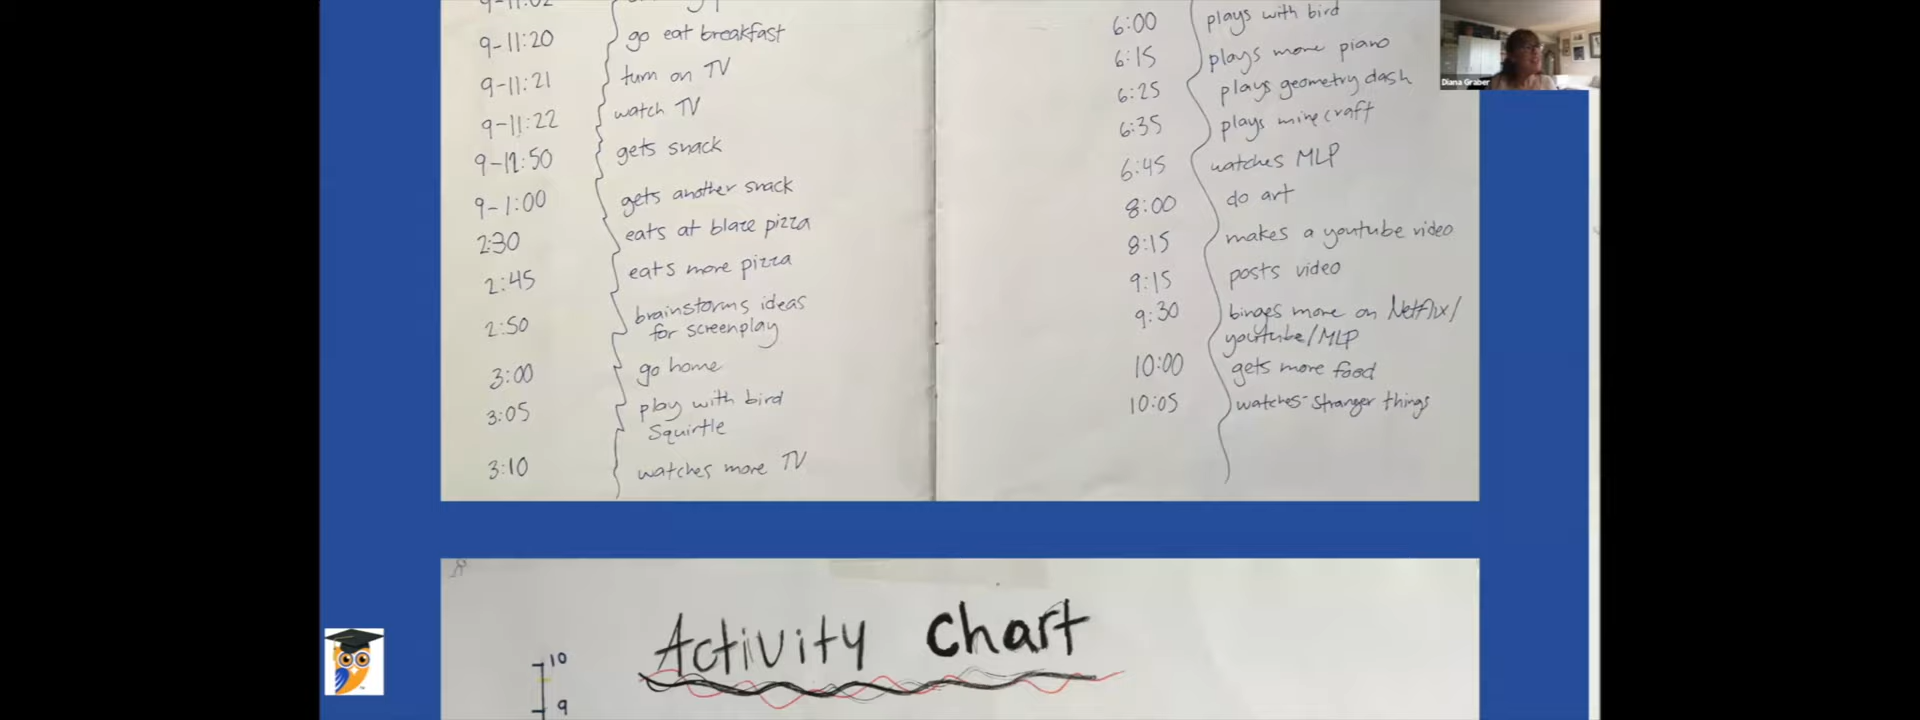 9-11:02
9-11:20 go eat breakfast
9-11:21 turn on TV
9-11:22 watch TV
9-12:50 gets snack
9-1:00 gets another snack
2:30 eats at blaze pizza
2:45 eats more pizza
2:50 brainstorms ideas
for screenplay
3:00 go home
3:05 play with bird
Squirtle
3:10 watches more TV
6:00 plays with bird
6:15 plays more piano
6:25 plays geometry dash
6:35 plays minecraft
6:45 watches MLP
8:00 do art
8:15 makes a youtube video
9:15 posts video
9:30 binges more on Netflix/
youtube/MLP
10:00 gets more food
10:05 watches stranger things
Diana Graber
Activity Chart
10
9